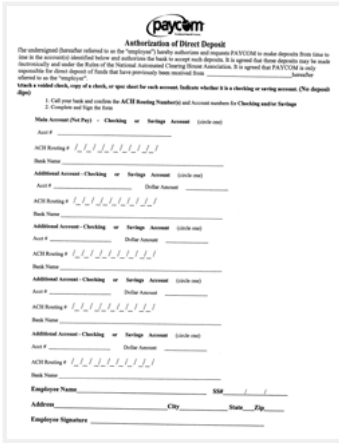 paycom
Authorization of Direct Deposit
The undersigned (hereafter referred to as the "employee") hereby authorizes and requests PAYCOM to make deposits from time to
time in the account(s) identified below and authorizes the bank to accept such deposits. It is agreed that these deposits may be made
electronically and under the Rules of the National Automated Clearing House Association. It is agreed that PAYCOM is only
responsible for direct deposit of funds that have previously been received from ____________________ hereafter
referred to as the "employer".
Attach a voided check, copy of a check, or spec sheet for each account. Indicate whether it is a checking or saving account. (No deposit
slips)
1. Call your bank and confirm the ACH Routing Number(s) and Account numbers for Checking and/or Savings
2. Complete and Sign the form
Main Account (Net Pay) - Checking or Savings Account (circle one)
Acct #
ACH Routing # /_/_/_/_/_/_/_/_/_/
Bank Name
Additional Account - Checking or Savings Account (circle one)
Acct # Dollar Amount
ACH Routing # /_/_/_/_/_/_/_/_/_/
Bank Name
Additional Account - Checking or Savings Account (circle one)
Acct # Dollar Amount
ACH Routing # /_/_/_/_/_/_/_/_/_/
Bank Name
Additional Account - Checking or Savings Account (circle one)
Acct # Dollar Amount
ACH Routing # /_/_/_/_/_/_/_/_/_/
Bank Name
Additional Account - Checking or Savings Account (circle one)
Acct # Dollar Amount
ACH Routing # /_/_/_/_/_/_/_/_/_/
Bank Name
Employee Name SS# / /
Address City State Zip
Employee Signature